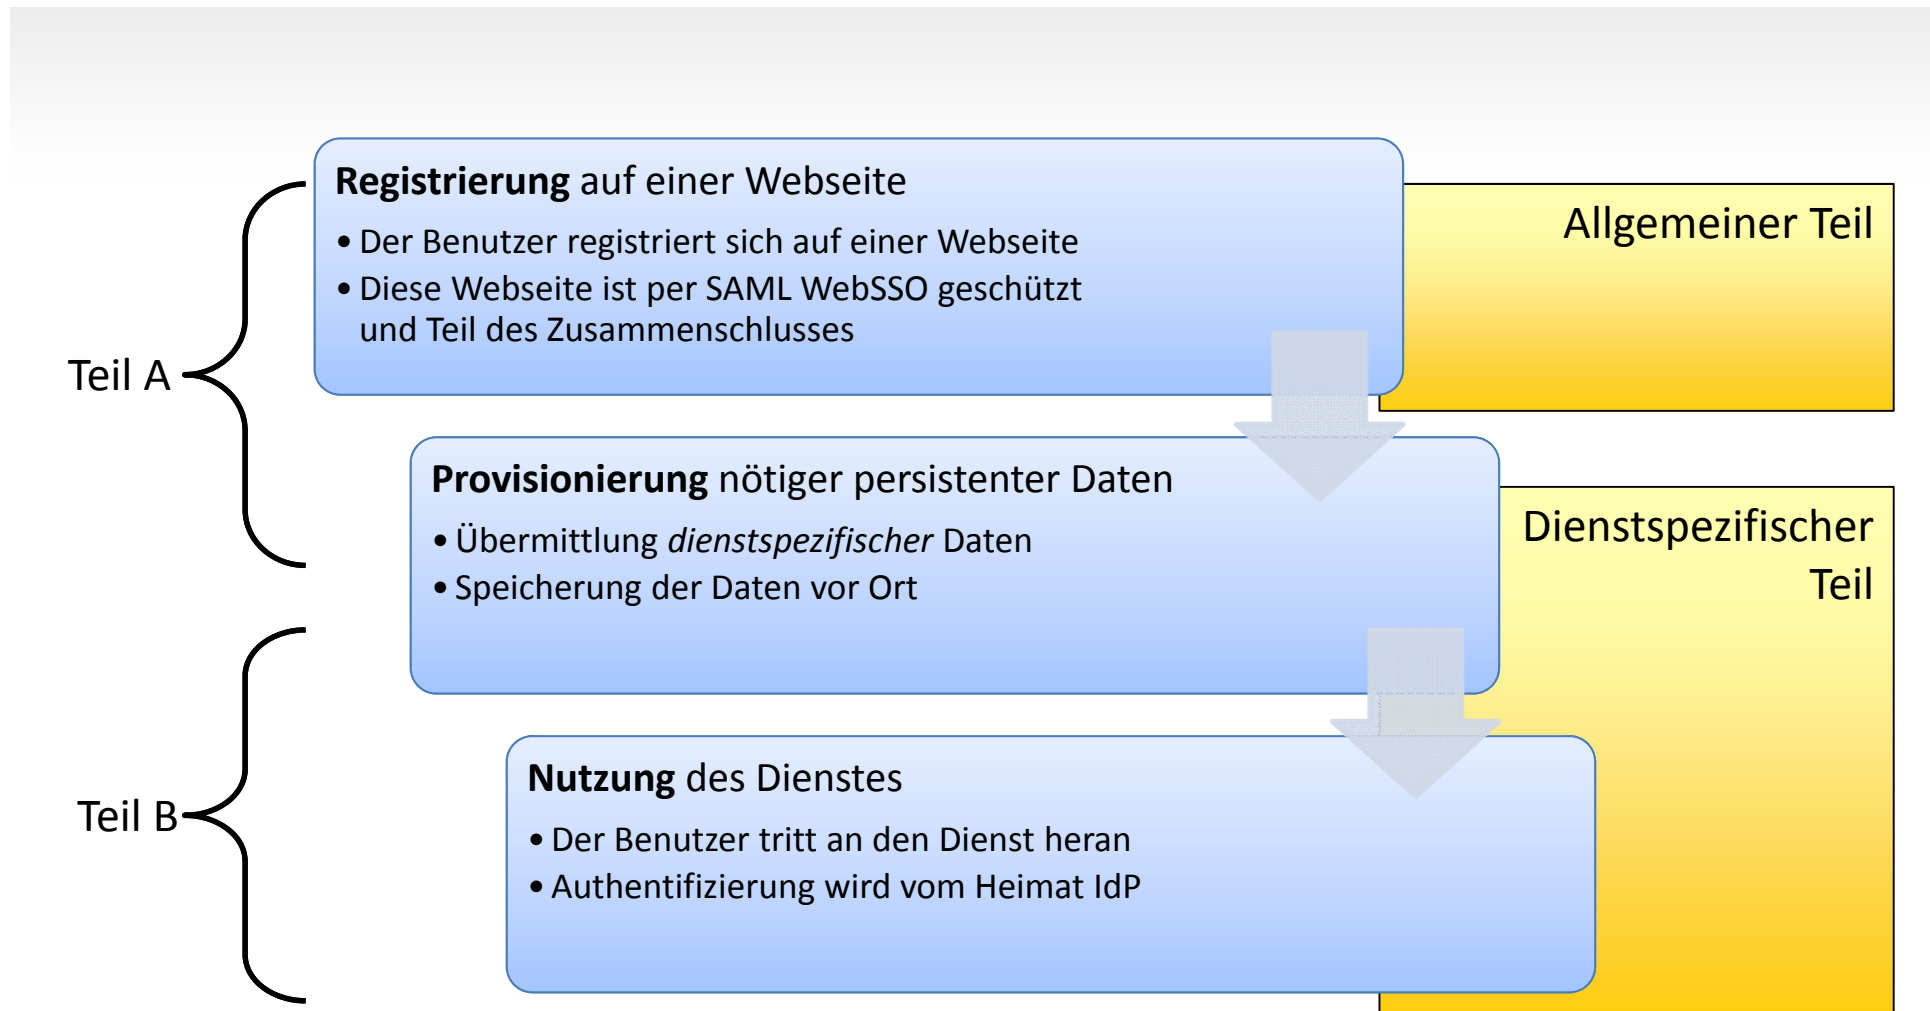 Registrierung auf einer Webseite
• Der Benutzer registriert sich auf einer Webseite
• Diese Webseite ist per SAML WebSSO geschützt
und Teil des Zusammenschlusses
Allgemeiner Teil
Teil A
Provisionierung nötiger persistenter Daten
• Übermittlung dienstspezifischer Daten
• Speicherung der Daten vor Ort
Dienstspezifischer
Teil
Teil B
Nutzung des Dienstes
• Der Benutzer tritt an den Dienst heran
• Authentifizierung wird vom Heimat IdP